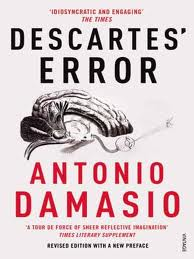 'IDIOSYNCRATIC AND ENGAGING'
THE TIMES
DESCARTES'
ERROR
ANTONIO
DAMASIO
'A TOUR DE FORCE OF SHEER REFLECTIVE IMAGINATION'
TIMES LITERARY SUPPLEMENT
REVISED EDITION WITH A NEW PREFACE
VINTAGE